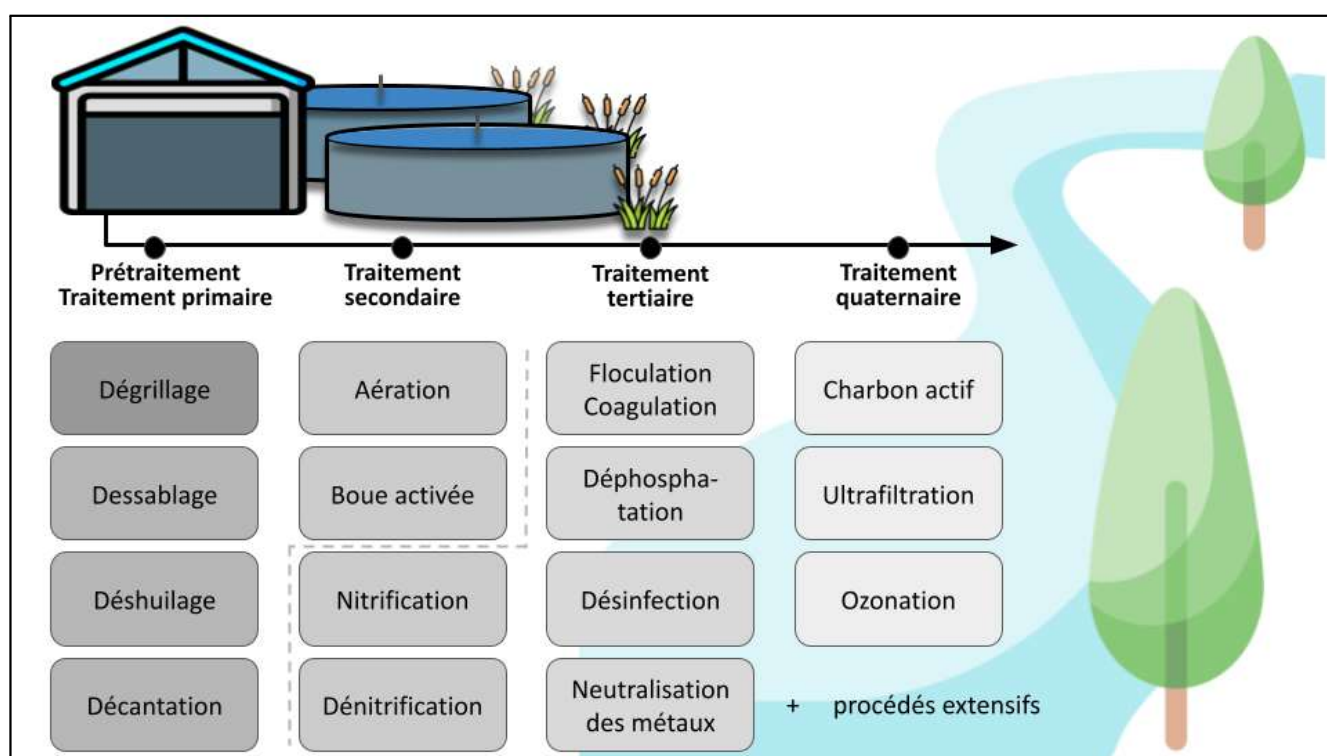 Prétraitement
Traitement primaire
Traitement
secondaire
Traitement
tertiaire
Traitement
quaternaire
Dégrillage
Aération
Floculation
Coagulation
Charbon actif
Dessablage
Boue activée
Déphospha-
tation
Ultrafiltration
Déshuilage
Nitrification
Désinfection
Ozonation
Décantation
Dénitrification
Neutralisation
des métaux
+ procédés extensifs